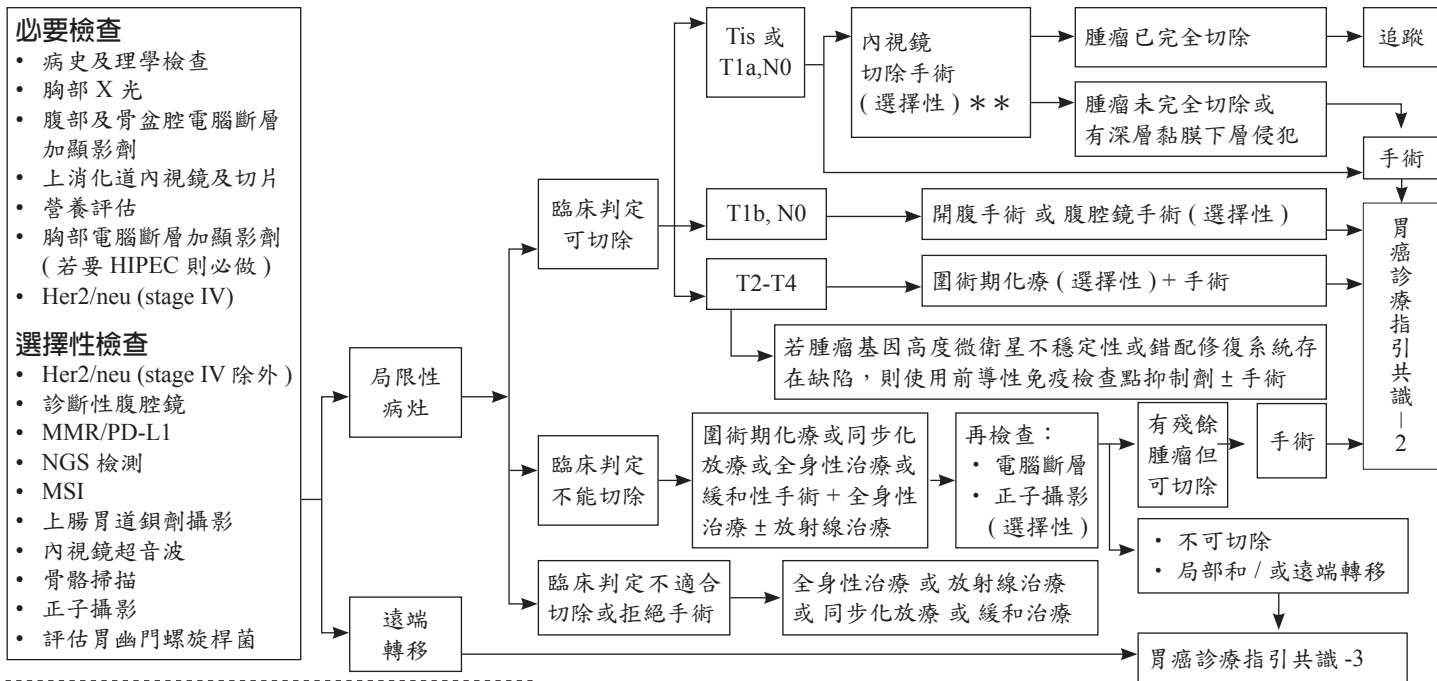 必要檢查
• 病史及理學檢查
• 胸部 X 光
• 腹部及骨盆腔電腦斷層
加顯影劑
• 上消化道內視鏡及切片
• 營養評估
• 胸部電腦斷層加顯影劑
( 若要 HIPEC 則必做 )
• Her2/neu (stage IV)
選擇性檢查
• Her2/neu (stage IV 除外 )
• 診斷性腹腔鏡
• MMR/PD-L1
• NGS 檢測
• MSI
• 上腸胃道鋇劑攝影
• 內視鏡超音波
• 骨骼掃描
• 正子攝影
• 評估胃幽門螺旋桿菌
局限性
病灶
遠端
轉移
臨床判定
可切除
Tis 或
T1a,N0
內視鏡
切除手術
( 選擇性 ) ＊＊
腫瘤已完全切除
追蹤
腫瘤未完全切除或
有深層黏膜下層侵犯
手術
T1b, N0
開腹手術 或 腹腔鏡手術 ( 選擇性 )
T2-T4
圍術期化療 ( 選擇性 ) + 手術
若腫瘤基因高度微衛星不穩定性或錯配修復系統存
在缺陷，則使用前導性免疫檢查點抑制劑 ± 手術
胃癌診療指引共識－2
臨床判定
不能切除
圍術期化療或同步化
放療或全身性治療或
緩和性手術 + 全身性
治療 ± 放射線治療
再檢查：
• 電腦斷層
• 正子攝影
( 選擇性 )
有殘餘
腫瘤但
可切除
手術
• 不可切除
• 局部和 / 或遠端轉移
臨床判定不適合
切除或拒絕手術
全身性治療 或 放射線治療
或 同步化放療 或 緩和治療
胃癌診療指引共識 -3